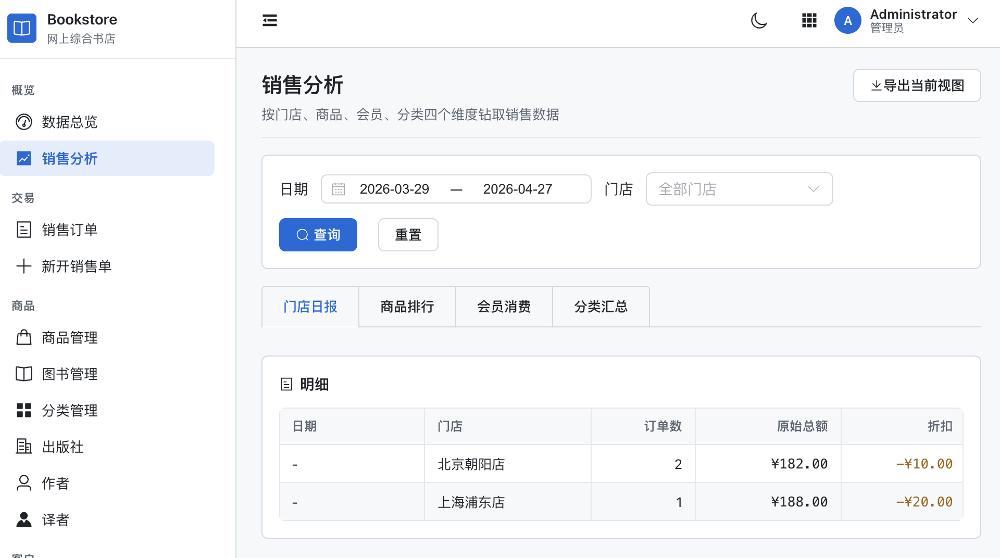 Bookstore
网上综合书店
概览
数据总览
销售分析
交易
销售订单
新开销售单
商品
商品管理
图书管理
分类管理
出版社
作者
译者
客户
A
Administrator
管理员
销售分析
导出当前视图
按门店、商品、会员、分类四个维度钻取销售数据
日期 2026-03-29 — 2026-04-27 门店 全部门店
查询 重置
门店日报 商品排行 会员消费 分类汇总
明细
日期 门店 订单数 原始总额 折扣
- 北京朝阳店 2 ¥182.00 −¥10.00
- 上海浦东店 1 ¥188.00 −¥20.00